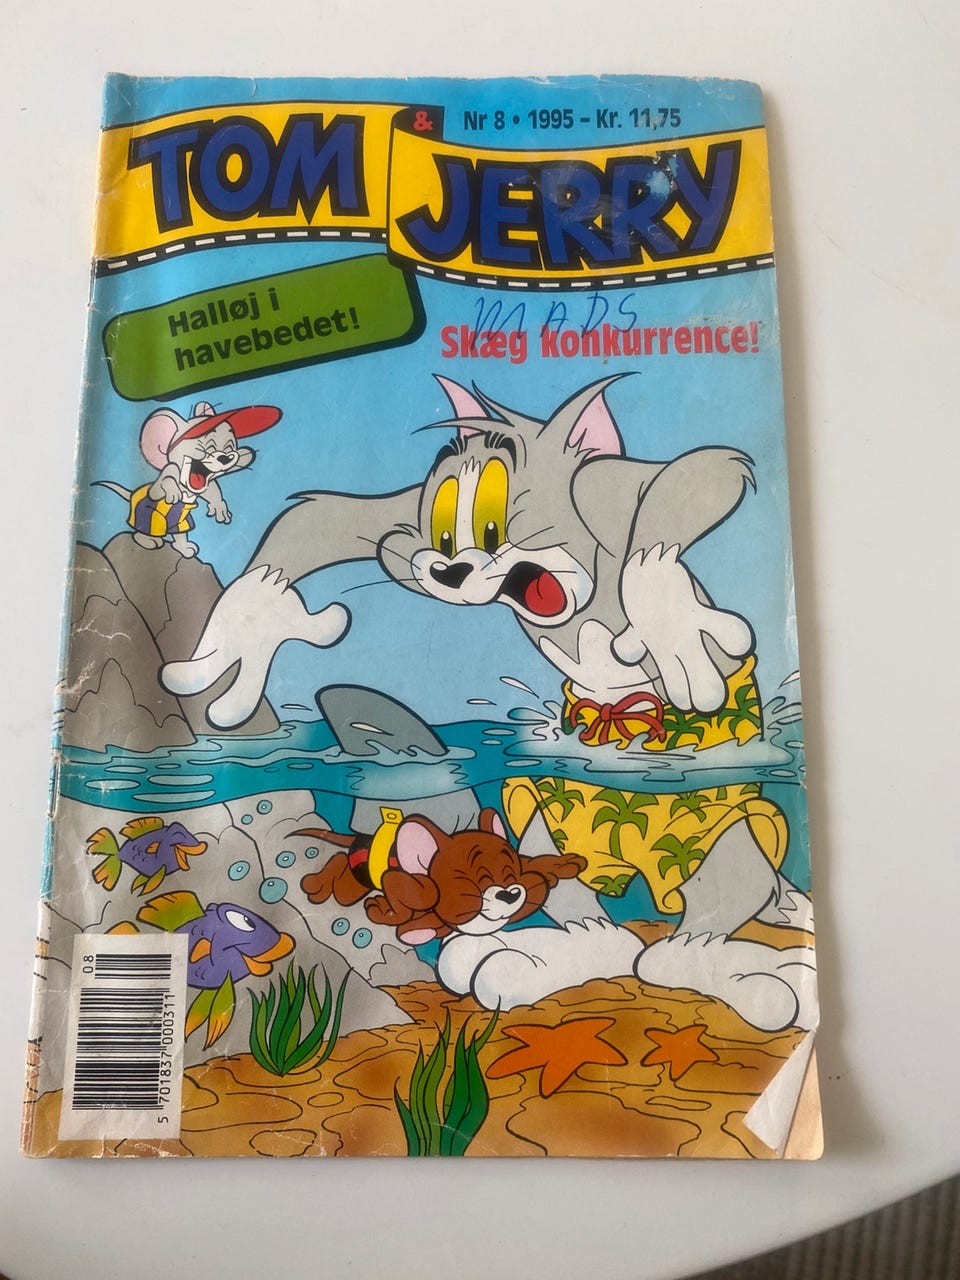 TOM & JERRY
Nr 8 • 1995 – Kr. 11,75
Halløj i
havebedet!
MADS
Skæg konkurrence!
08
5 701837 000311